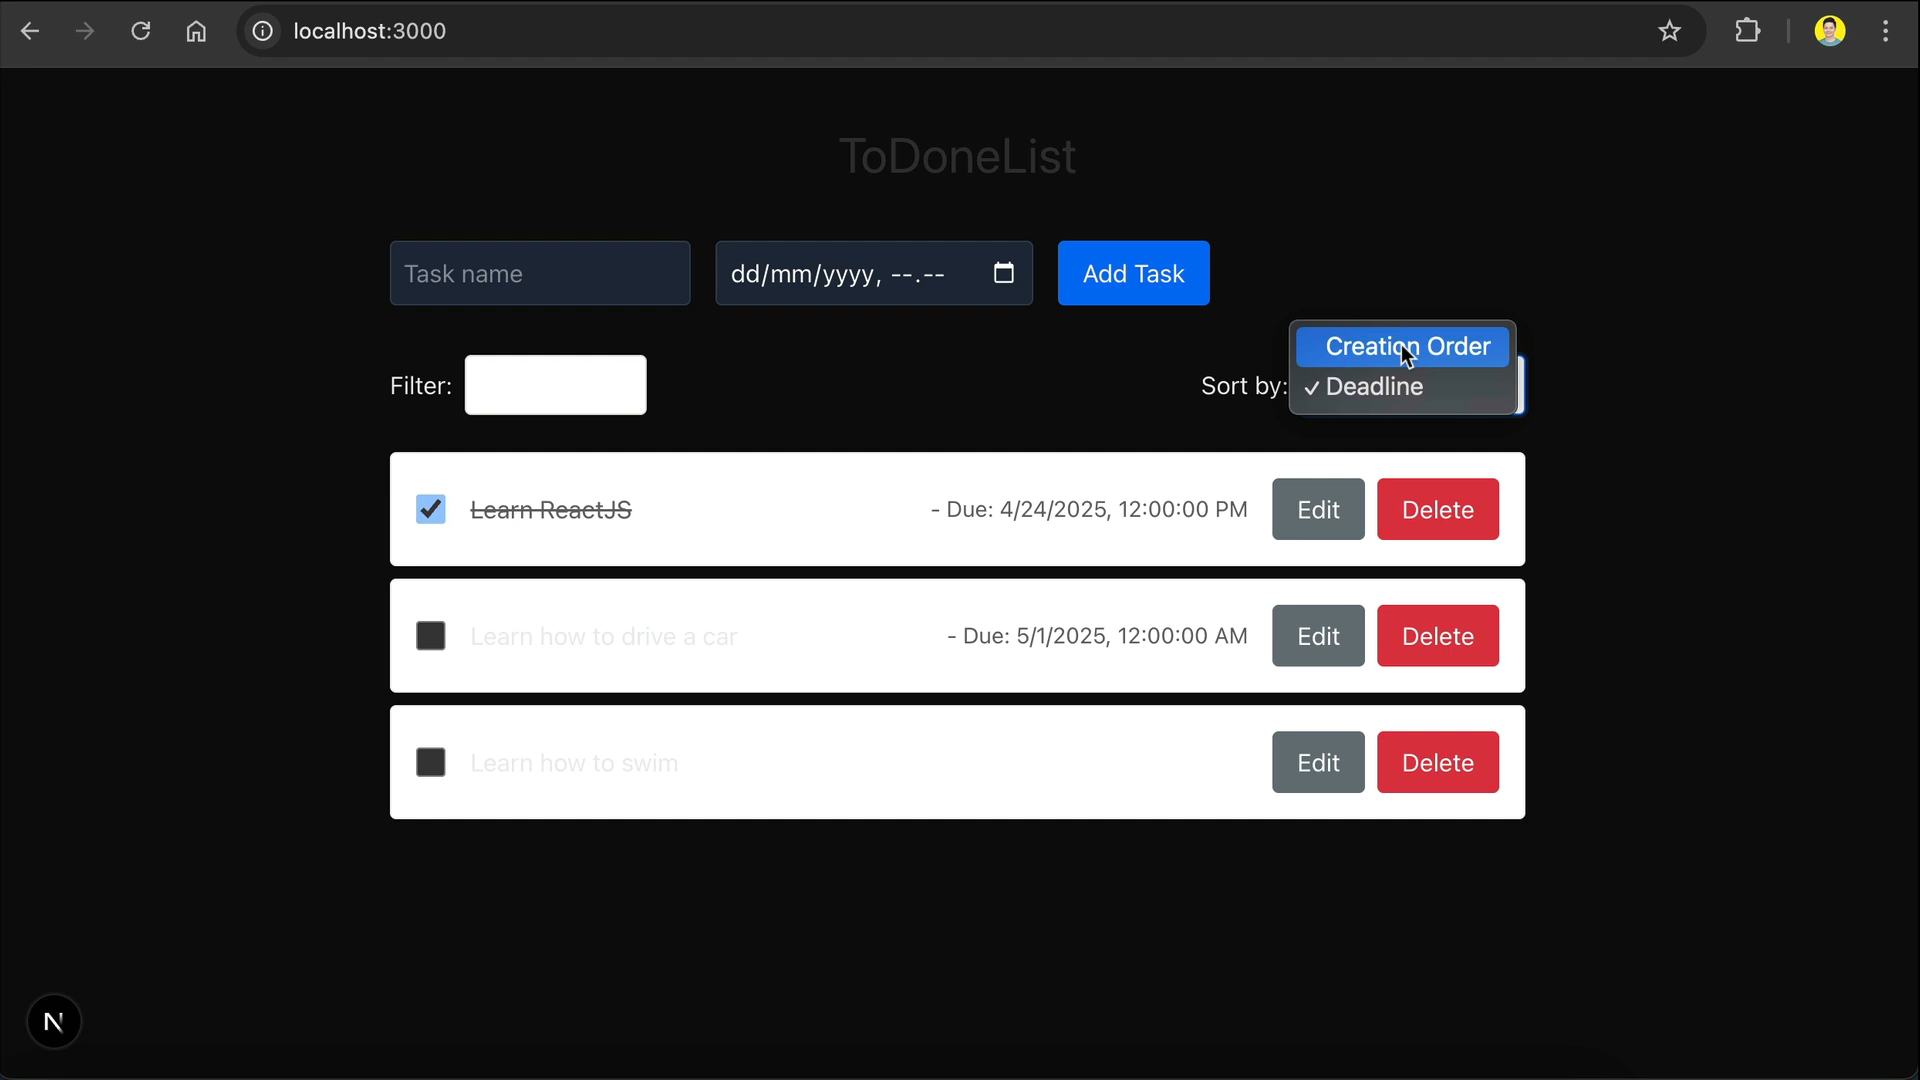 localhost:3000
ToDoneList
Task name
dd/mm/yyyy, --.--
Add Task
Filter:
Sort by:
Creation Order
✓ Deadline
Learn ReactJS
- Due: 4/24/2025, 12:00:00 PM
Edit
Delete
Learn how to drive a car
- Due: 5/1/2025, 12:00:00 AM
Edit
Delete
Learn how to swim
Edit
Delete
N